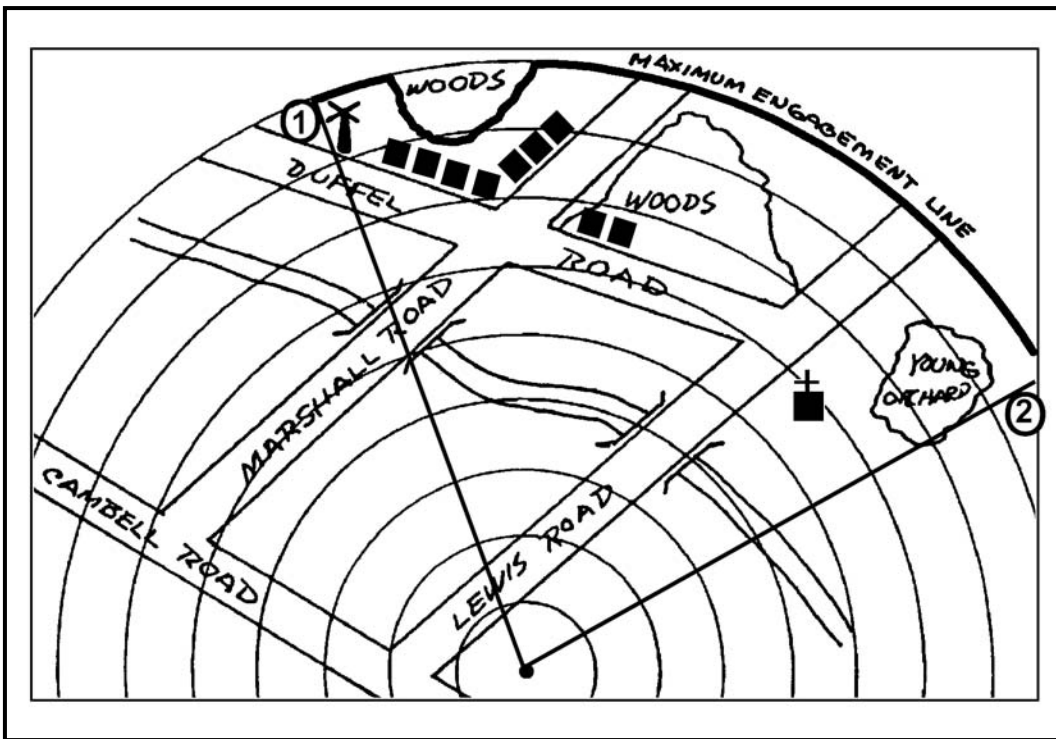 MAXIMUM ENGAGEMENT LINE
WOODS
1
DUFFEL
ROAD
WOODS
MARSHALL ROAD
YOUNG
ORCHARD
2
CAMBELL ROAD
LEWIS ROAD